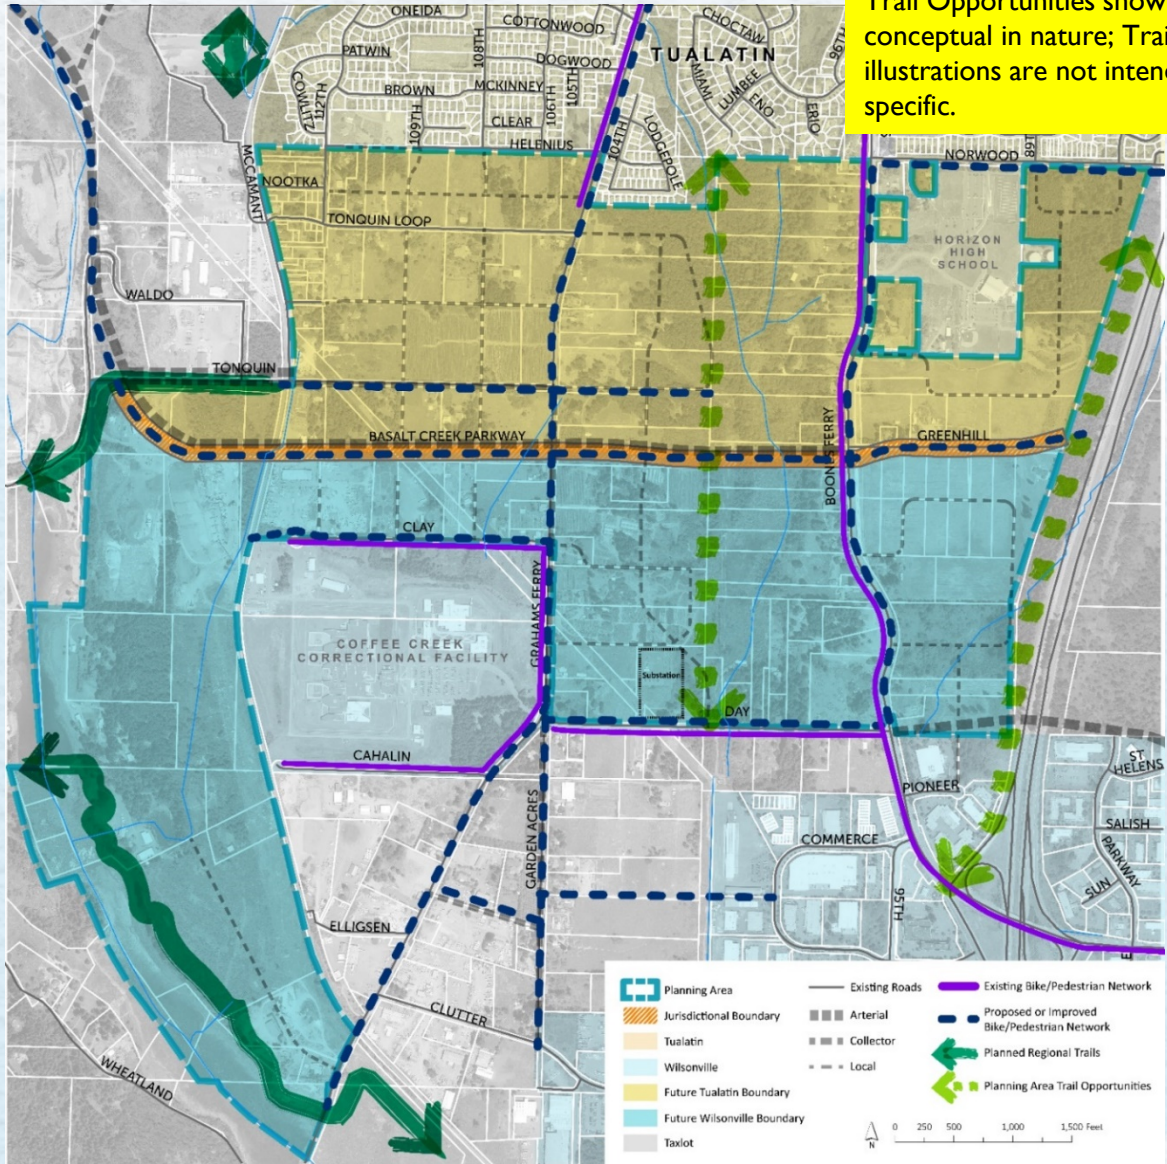 Trail Opportunities show
conceptual in nature; Trai
illustrations are not intend
specific.
ONEIDA
COTTONWOOD
CHOCTAW
96TH
TUALATIN
PATWIN
108TH
DOGWOOD
MIAMI
LUMBEE
COWLITZ
112TH
BROWN
MCKINNEY
106TH
105TH
ENO
ERIO
109TH
CLEAR
HELENIUS
104TH
LODGEPOLE
NORWOOD
89TH
MCCAMANT
NOOTKA
TONQUIN LOOP
HORIZON
HIGH
SCHOOL
WALDO
TONQUIN
BASALT CREEK PARKWAY
GREENHILL
BOONES FERRY
CLAY
GRAHAMS FERRY
COFFEE CREEK
CORRECTIONAL FACILITY
Substation
DAY
CAHALIN
PIONEER
ST HELENS
GARDEN ACRES
COMMERCE
SALISH
PARKWAY
SUN
95TH
ELLIGSEN
E
CLUTTER
WHEATLAND
Planning Area
Jurisdictional Boundary
Tualatin
Wilsonville
Future Tualatin Boundary
Future Wilsonville Boundary
Taxlot
Existing Roads
Arterial
Collector
Local
Existing Bike/Pedestrian Network
Proposed or Improved
Bike/Pedestrian Network
Planned Regional Trails
Planning Area Trail Opportunities
N
0 250 500 1,000 1,500 Feet